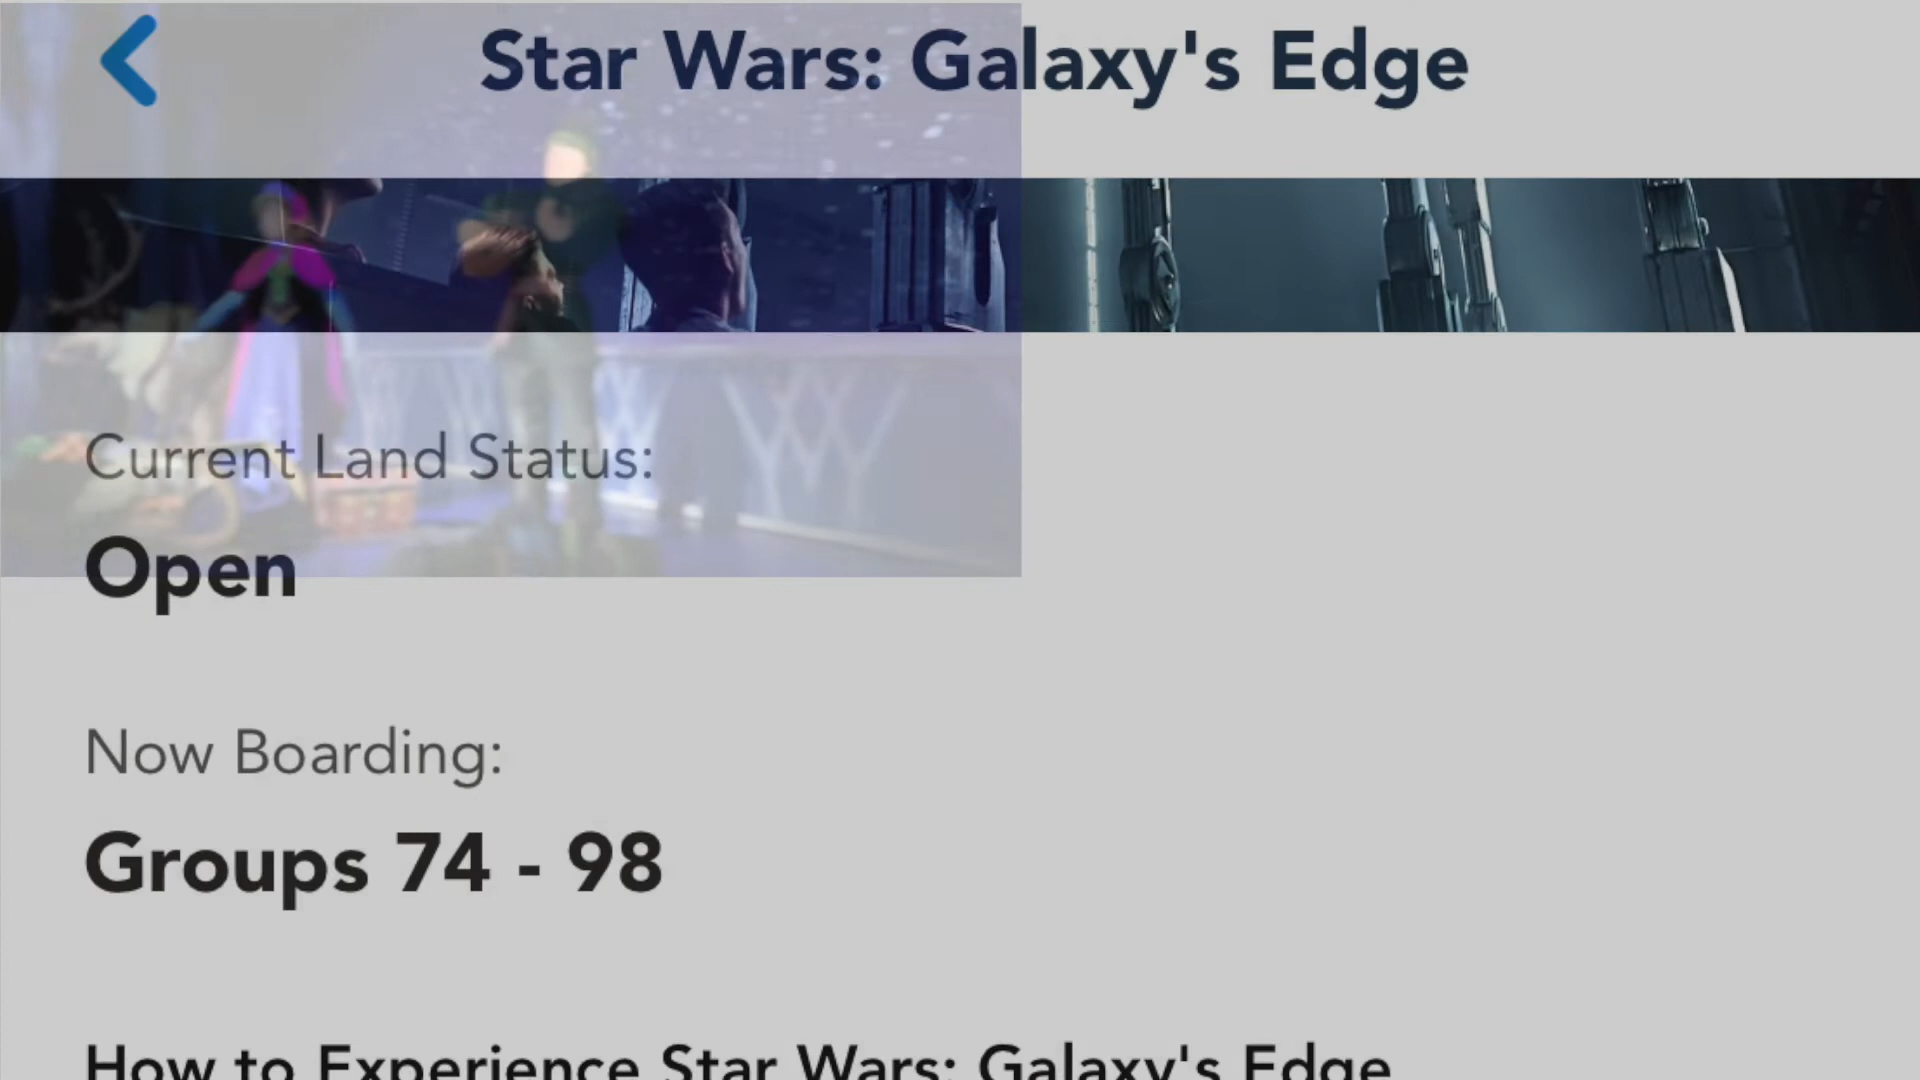 Star Wars: Galaxy's Edge
Current Land Status:
Open
Now Boarding:
Groups 74 - 98
How to Experience Star Wars: Galaxy's Edge